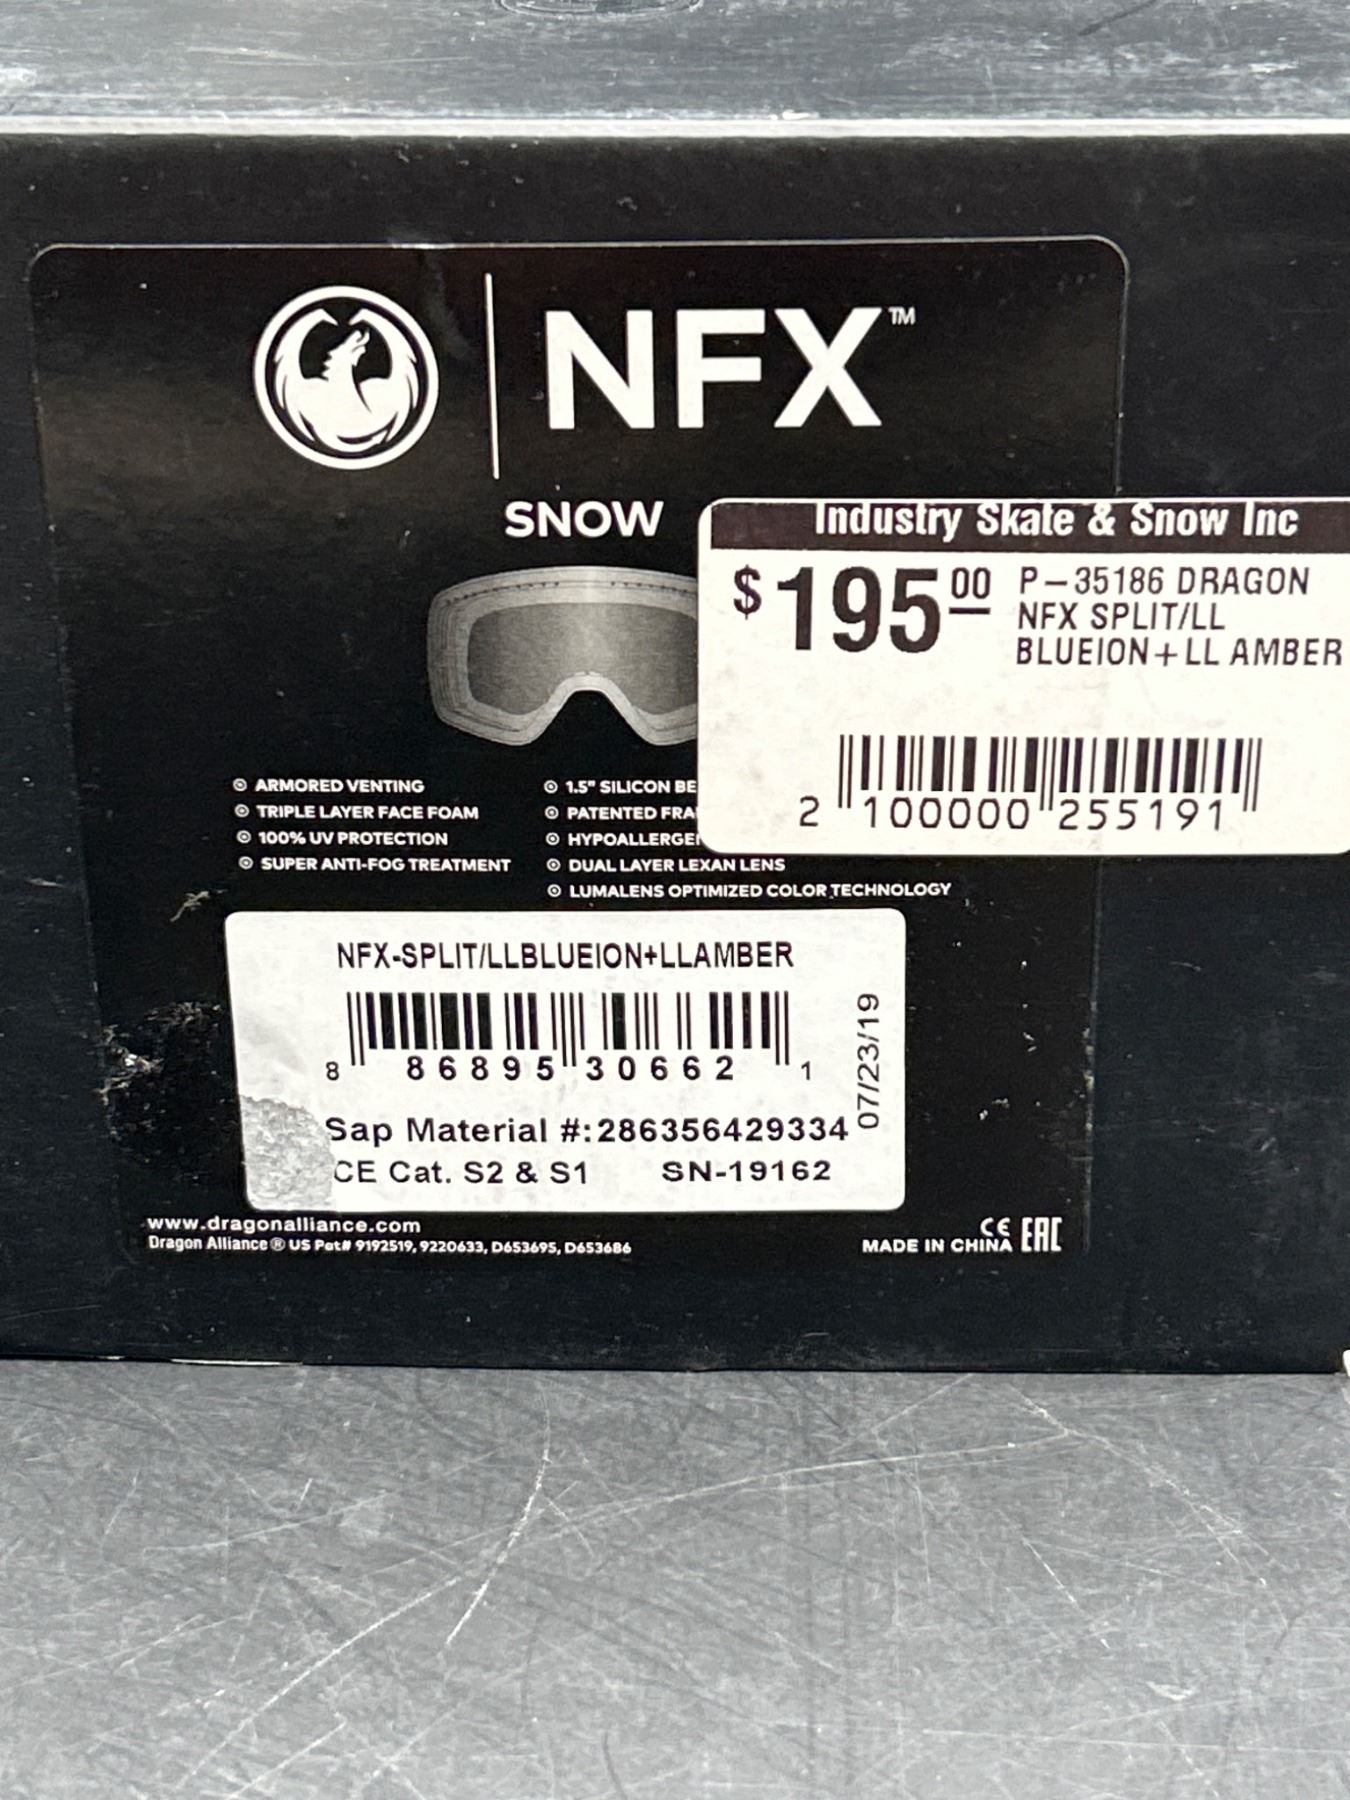 NFX™
SNOW
Industry Skate & Snow Inc
$195.00 P-35186 DRAGON
NFX SPLIT/LL
BLUEION+LL AMBER
2 100000 255191
ARMORED VENTING
TRIPLE LAYER FACE FOAM
100% UV PROTECTION
SUPER ANTI-FOG TREATMENT
1.5" SILICON
PATENTED
DUAL LAYER LEXAN LENS
LUMALENS OPTIMIZED COLOR TECHNOLOGY
NFX-SPLIT/LLBLUEION+LLAMBER
8 86895 30662 1
07/23/19
Sap Material #:286356429334
CE Cat. S2 & S1 SN-19162
www.dragonalliance.com
Dragon Alliance® US Pat# 9192519, 9220633, D653695, D653686
CE EAC
MADE IN CHINA